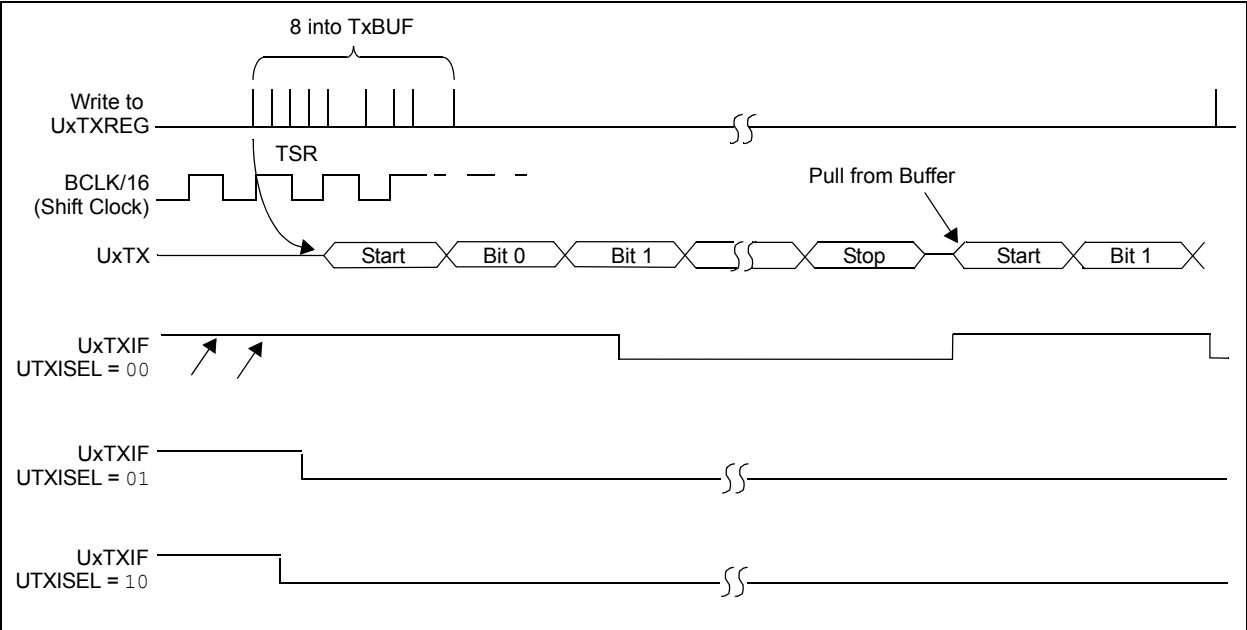 8 into TxBUF
Write to
UxTXREG
TSR
BCLK/16
(Shift Clock)
Pull from Buffer
UxTX
Start
Bit 0
Bit 1
Stop
Start
Bit 1
UxTXIF
UTXISEL = 00
UxTXIF
UTXISEL = 01
UxTXIF
UTXISEL = 10